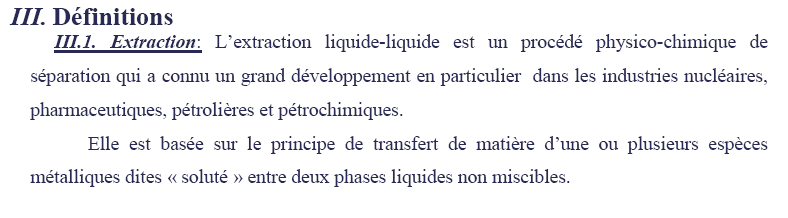 III. Définitions
III.1. Extraction: L’extraction liquide-liquide est un procédé physico-chimique de
séparation qui a connu un grand développement en particulier dans les industries nucléaires,
pharmaceutiques, pétrolières et pétrochimiques.
Elle est basée sur le principe de transfert de matière d’une ou plusieurs espèces
métalliques dites « soluté » entre deux phases liquides non miscibles.